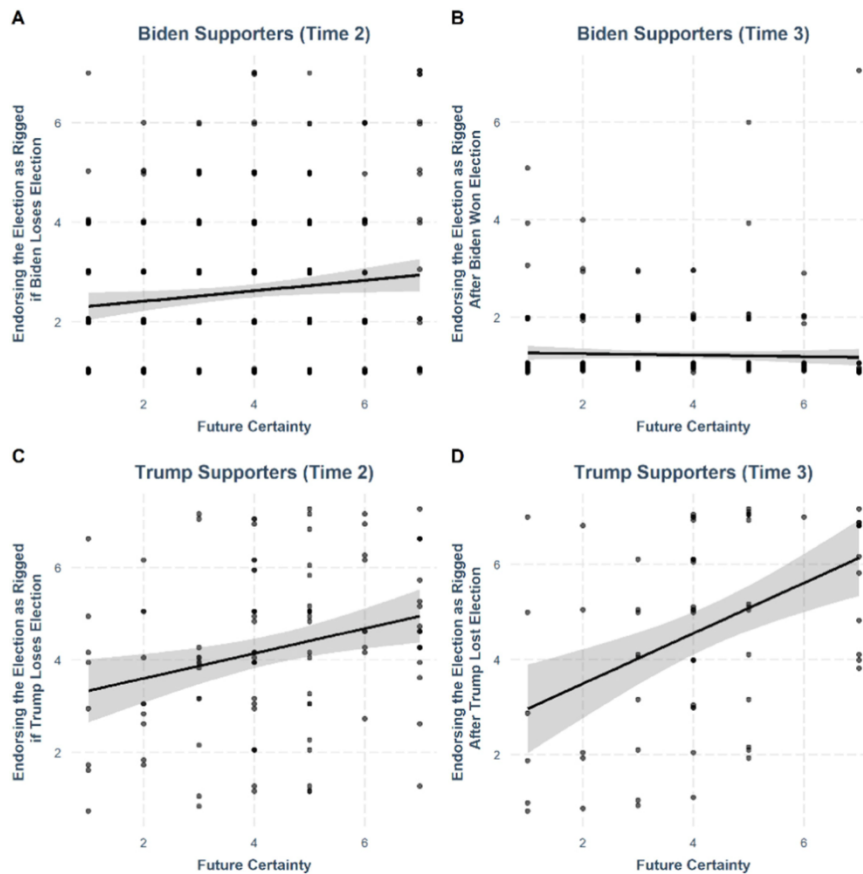 A
Biden Supporters (Time 2)
Endorsing the Election as Rigged
if Biden Loses Election
6
4
2
2
4
6
Future Certainty
B
Biden Supporters (Time 3)
Endorsing the Election as Rigged
After Biden Won Election
6
4
2
2
4
6
Future Certainty
C
Trump Supporters (Time 2)
Endorsing the Election as Rigged
if Trump Loses Election
6
4
2
2
4
6
Future Certainty
D
Trump Supporters (Time 3)
Endorsing the Election as Rigged
After Trump Lost Election
6
4
2
2
4
6
Future Certainty